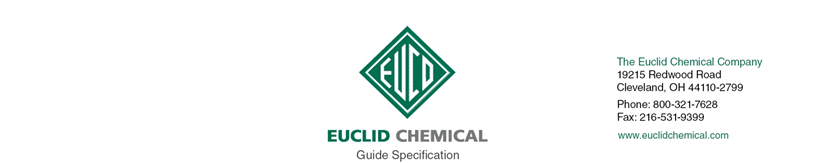 EUCO
EUCLID CHEMICAL
Guide Specification
The Euclid Chemical Company
19215 Redwood Road
Cleveland, OH 44110-2799
Phone: 800-321-7628
Fax: 216-531-9399
www.euclidchemical.com